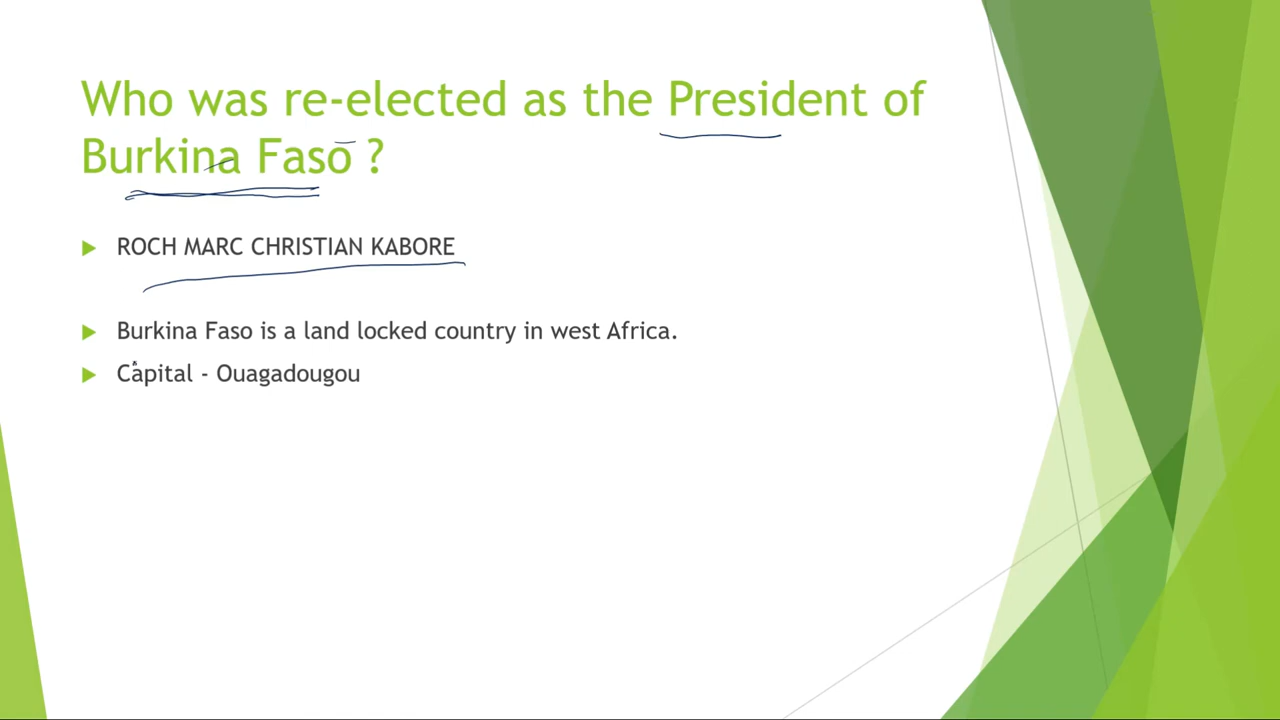 Who was re-elected as the President of
Burkina Faso ?
ROCH MARC CHRISTIAN KABORE
Burkina Faso is a land locked country in west Africa.
Capital - Ouagadougou